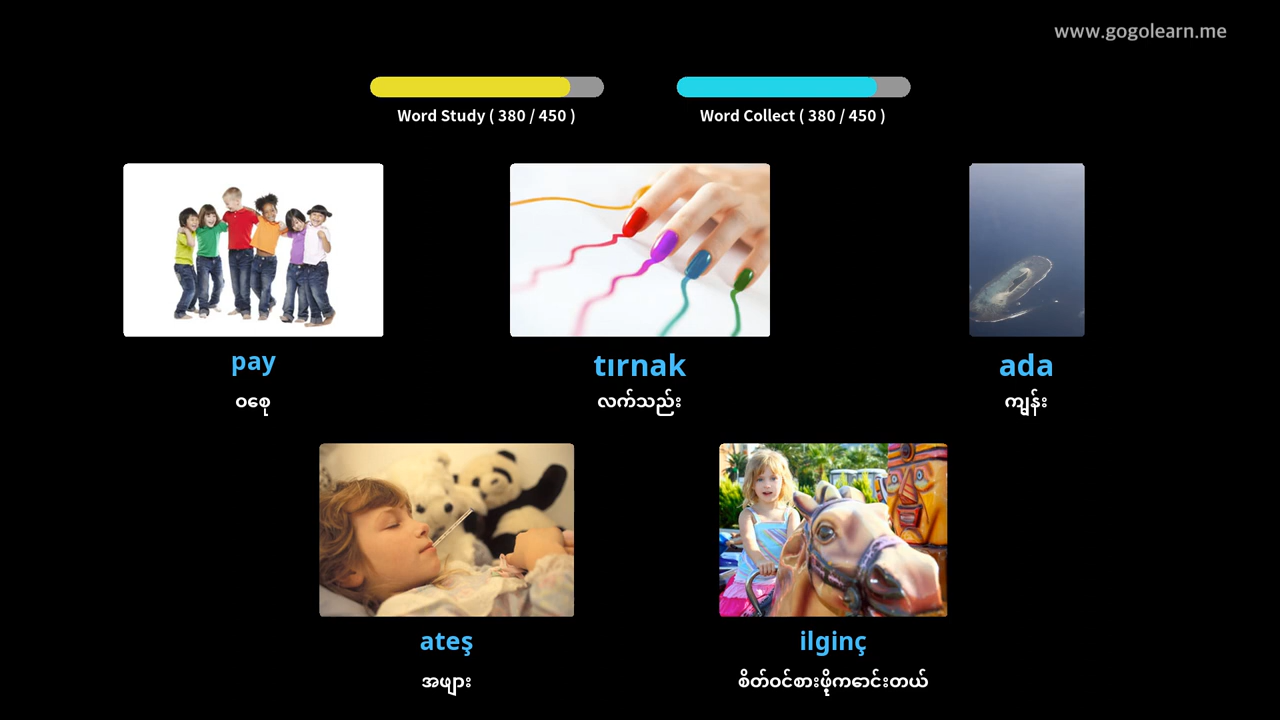 www.gogolearn.me
Word Study ( 380 / 450 )
Word Collect ( 380 / 450 )
pay
ဝေစု
tırnak
လက်သည်း
ada
ကျွန်း
ateş
အဖျား
ilginç
စိတ်ဝင်စားဖို့ကောင်းတယ်